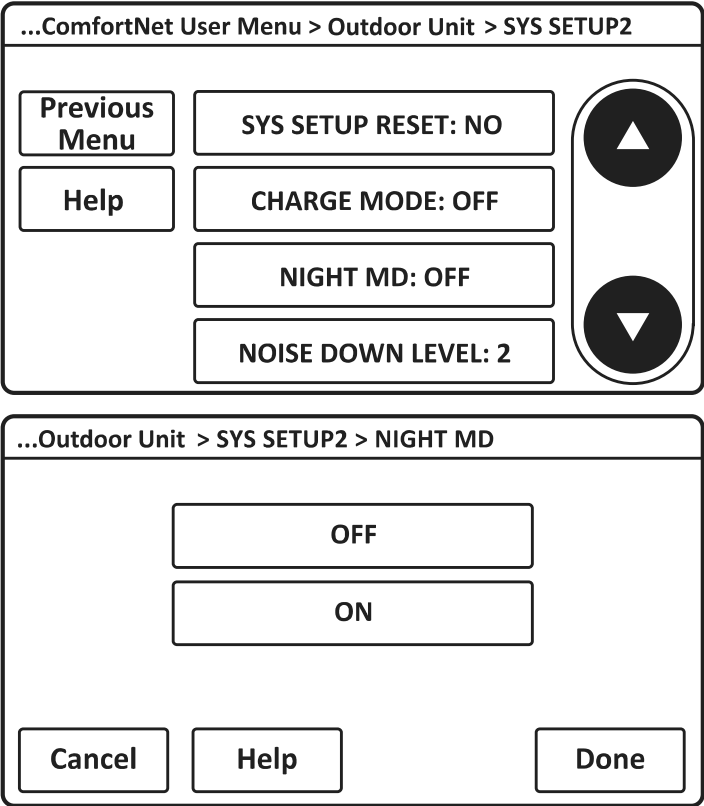 ...ComfortNet User Menu > Outdoor Unit > SYS SETUP2
Previous
Menu
SYS SETUP RESET: NO
Help
CHARGE MODE: OFF
NIGHT MD: OFF
NOISE DOWN LEVEL: 2
...Outdoor Unit > SYS SETUP2 > NIGHT MD
OFF
ON
Cancel
Help
Done